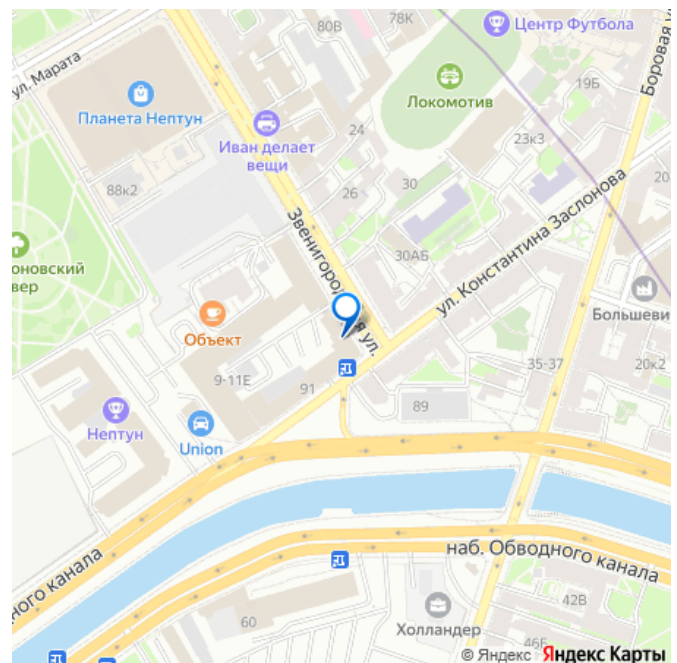 80В
78К
Центр Футбола
Боровая у
ул. Марата
19Б
Планета Нептун
Локомотив
Иван делает
вещи
24
23к3
88к2
26
30
20
Звенигородская ул.
30АБ
ул. Константина Заслонова
оновский
вер
Объект
Большеви
9-11Е
35-37
20к2
91
89
Нептун
Union
дного канала
наб. Обводного канала
42В
60
Холландер
46Б
© Яндекс Яндекс Карты